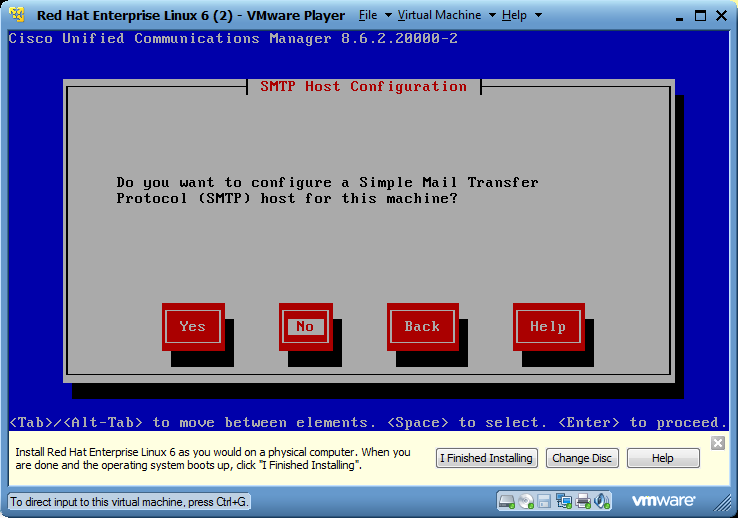 Red Hat Enterprise Linux 6 (2) - VMware Player File Virtual Machine Help
Cisco Unified Communications Manager 8.6.2.20000-2
SMTP Host Configuration
Do you want to configure a Simple Mail Transfer
Protocol (SMTP) host for this machine?
Yes No Back Help
<Tab>/<Alt-Tab> to move between elements. <Space> to select. <Enter> to proceed.
Install Red Hat Enterprise Linux 6 as you would on a physical computer. When you
are done and the operating system boots up, click "I Finished Installing".
I Finished Installing Change Disc Help
To direct input to this virtual machine, press Ctrl+G.
vmware